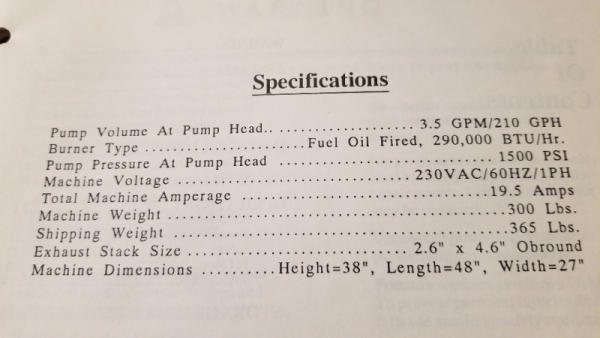 Specifications
Pump Volume At Pump Head.. .................... 3.5 GPM/210 GPH
Burner Type ........................Fuel Oil Fired, 290,000 BTU/Hr.
Pump Pressure At Pump Head ............................... 1500 PSI
Machine Voltage ................................... 230VAC/60HZ/1PH
Total Machine Amperage .....................................19.5 Amps
Machine Weight ..................................................300 Lbs.
Shipping Weight ..................................................365 Lbs.
Exhaust Stack Size .................................... 2.6" x 4.6" Obround
Machine Dimensions ..........Height=38", Length=48", Width=27"